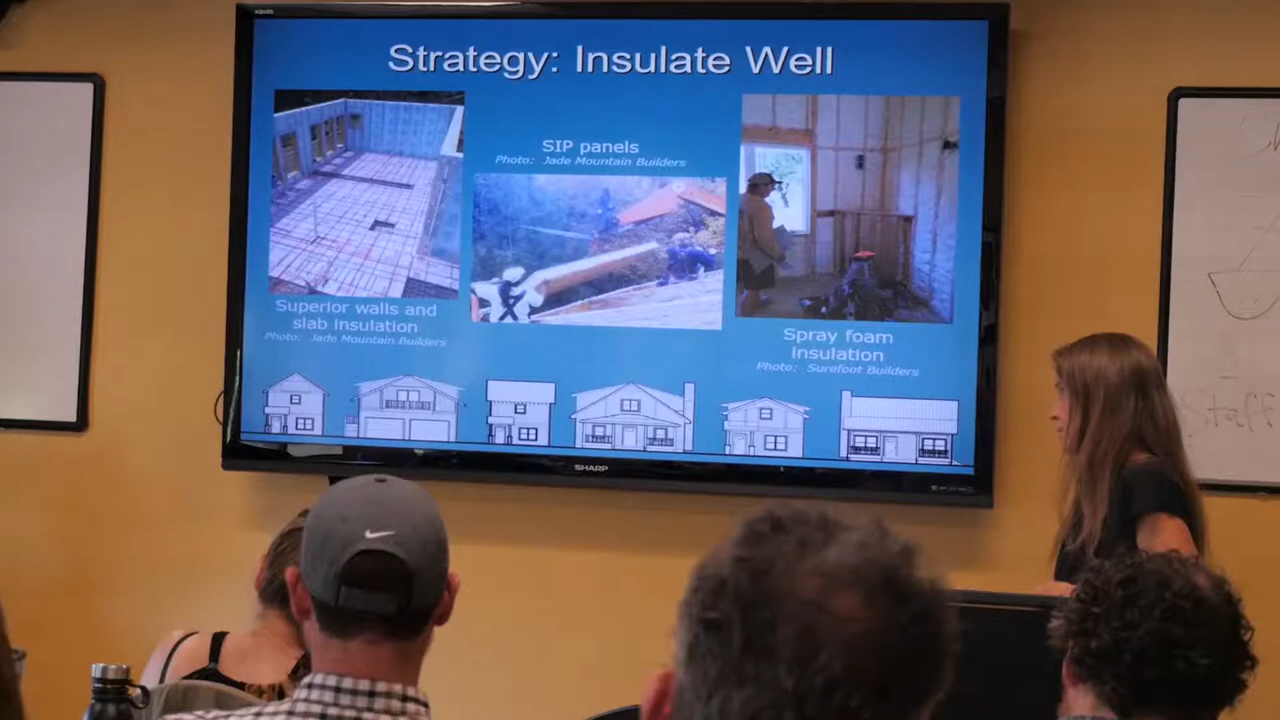 AQUOS
Strategy: Insulate Well
SIP panels
Photo: Jade Mountain Builders
Superior walls and
slab insulation
Photo: Jade Mountain Builders
Spray foam
insulation
Photo: Surefoot Builders
SHARP
Staff